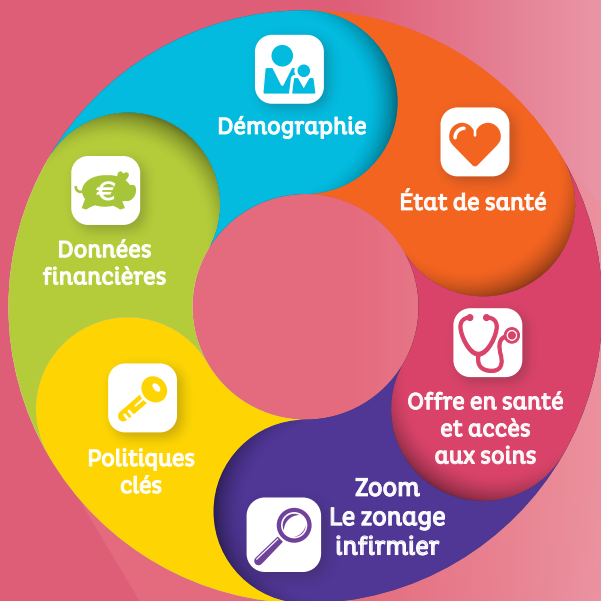 Démographie
État de santé
Offre en santé
et accès
aux soins
Zoom
Le zonage
infirmier
Politiques
clés
Données
financières
€